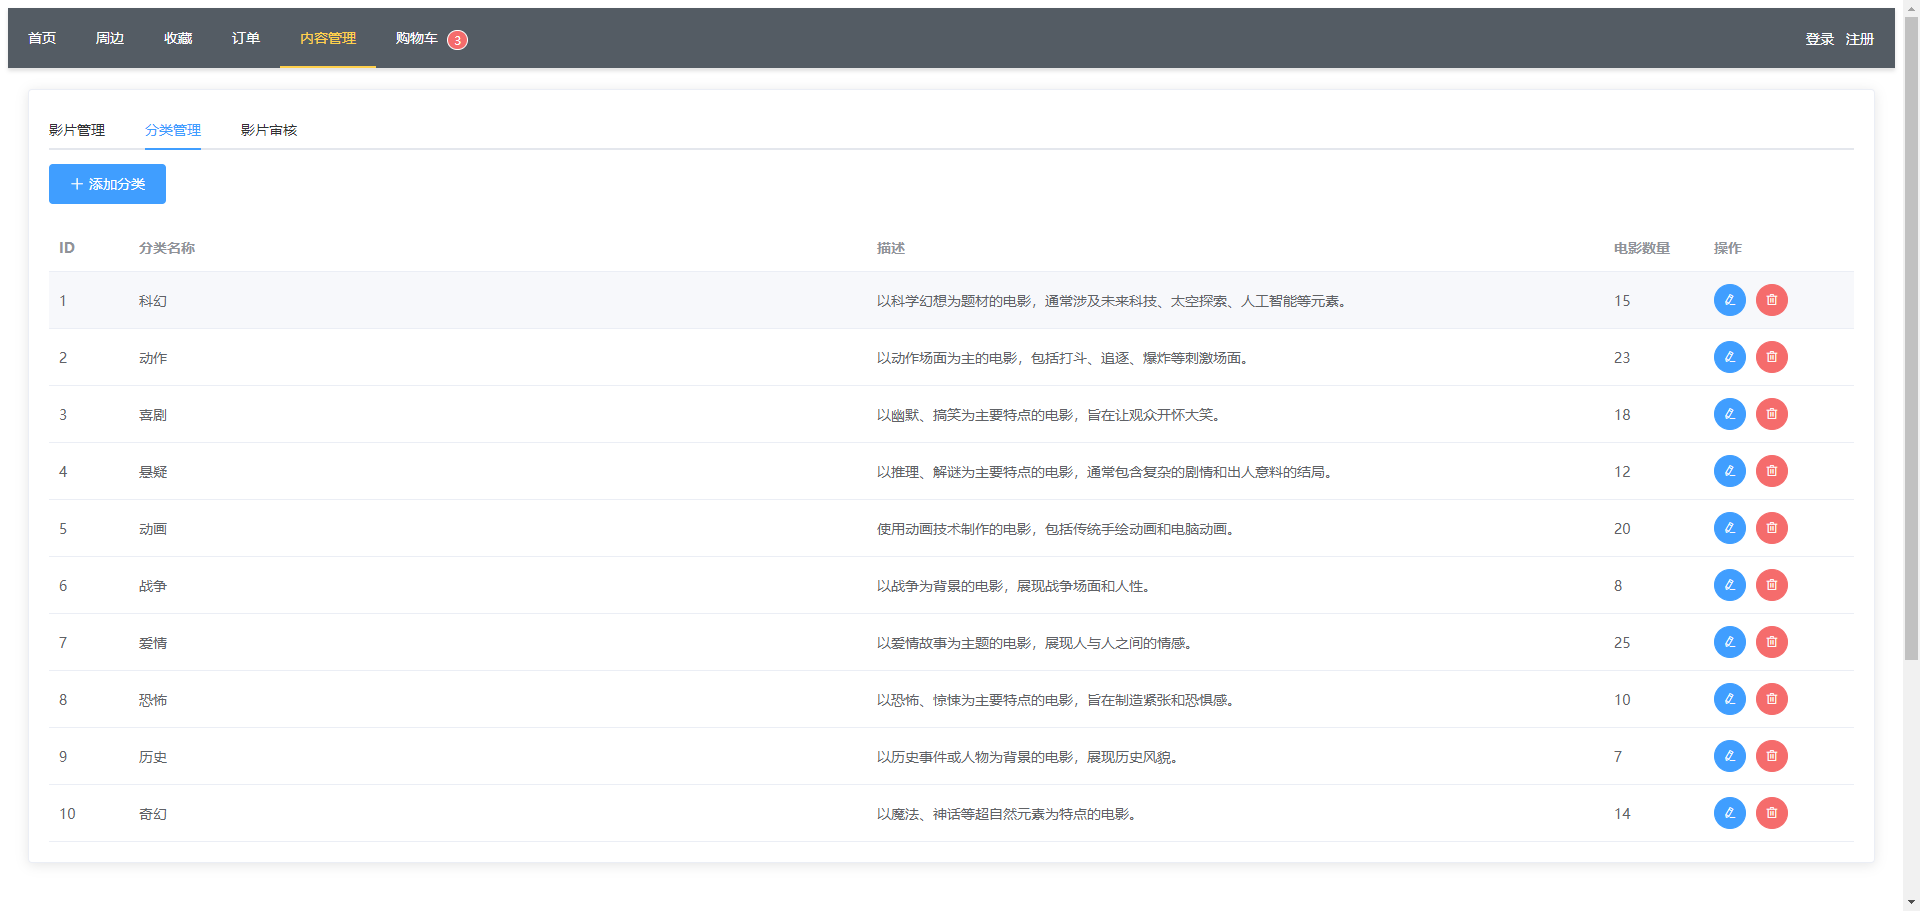 首页 周边 收藏 订单 内容管理 购物车 3 登录 注册
影片管理 分类管理 影片审核
添加分类
ID 分类名称 描述 电影数量 操作
1 科幻 以科学幻想为题材的电影，通常涉及未来科技、太空探索、人工智能等元素。 15
2 动作 以动作场面为主的电影，包括打斗、追逐、爆炸等刺激场面。 23
3 喜剧 以幽默、搞笑为主要特点的电影，旨在让观众开怀大笑。 18
4 悬疑 以推理、解谜为主要特点的电影，通常包含复杂的剧情和出人意料的结局。 12
5 动画 使用动画技术制作的电影，包括传统手绘动画和电脑动画。 20
6 战争 以战争为背景的电影，展现战争场面和人性。 8
7 爱情 以爱情故事为主题的电影，展现人与人之间的情感。 25
8 恐怖 以恐怖、惊悚为主要特点的电影，旨在制造紧张和恐惧感。 10
9 历史 以历史事件或人物为背景的电影，展现历史风貌。 7
10 奇幻 以魔法、神话等超自然元素为特点的电影。 14